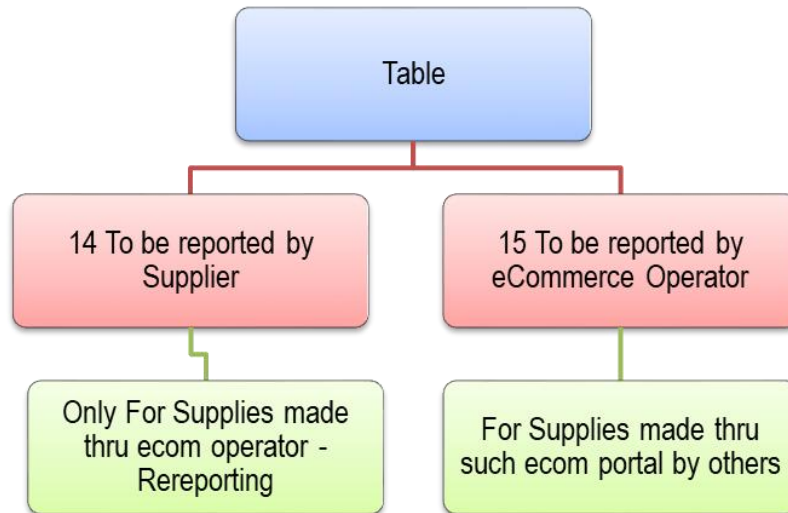 Table
14 To be reported by
Supplier
15 To be reported by
eCommerce Operator
Only For Supplies made
thru ecom operator -
Rereporting
For Supplies made thru
such ecom portal by others